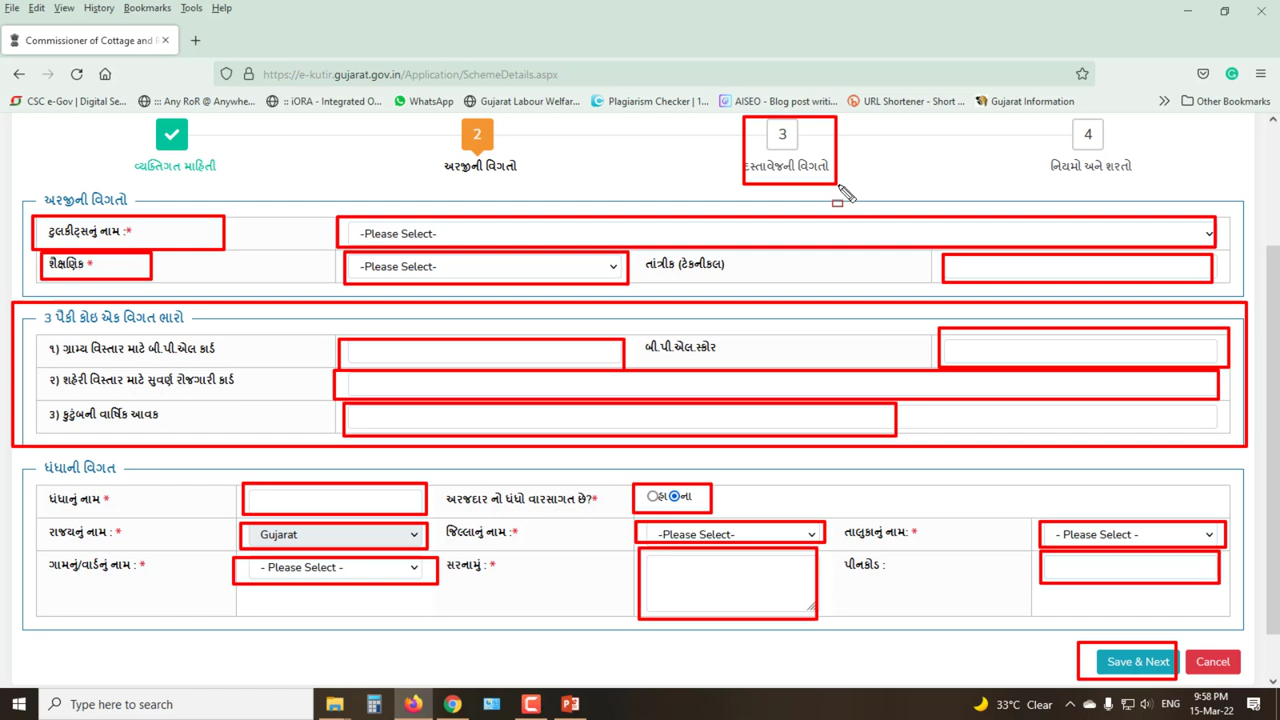 File Edit View History Bookmarks Tools Help
Commissioner of Cottage and
https://e-kutir.gujarat.gov.in/Application/SchemeDetails.aspx
CSC e-Gov | Digital Se... ::: Any RoR @ Anywhe... :: iORA - Integrated O... WhatsApp Gujarat Labour Welfar... Plagiarism Checker | 1... AISEO - Blog post writi... URL Shortener - Short ... Gujarat Information Other Bookmarks
2 3 4
વ્યક્તિગત માહિતી અરજીની વિગતો દસ્તાવેજની વિગતો નિયમો અને શરતો
અરજીની વિગતો
ટુલકીટ્સનું નામ :* -Please Select-
શૈક્ષણિક * -Please Select- તાંત્રીક (ટેકનીકલ)
3 પૈકી કોઇ એક વિગત ભારો
૧) ગ્રામ્ય વિસ્તાર માટે બી.પી.એલ કાર્ડ બી.પી.એલ.સ્કોર
૨) શહેરી વિસ્તાર માટે સુવર્ણ રોજગારી કાર્ડ
3) કુટુંબની વાર્ષિક આવક
ધંધાની વિગત
ધંધાનું નામ * અરજદાર નો ધંધો વારસાગત છે?* હા ના
રાજ્યનું નામ : * Gujarat જિલ્લાનું નામ :* -Please Select- તાલુકાનું નામ: * - Please Select -
ગામનું/વાર્ડનું નામ : * - Please Select - સરનામું : * પીનકોડ :
Save & Next Cancel
Type here to search 33°C Clear ENG 9:58 PM
15-Mar-22